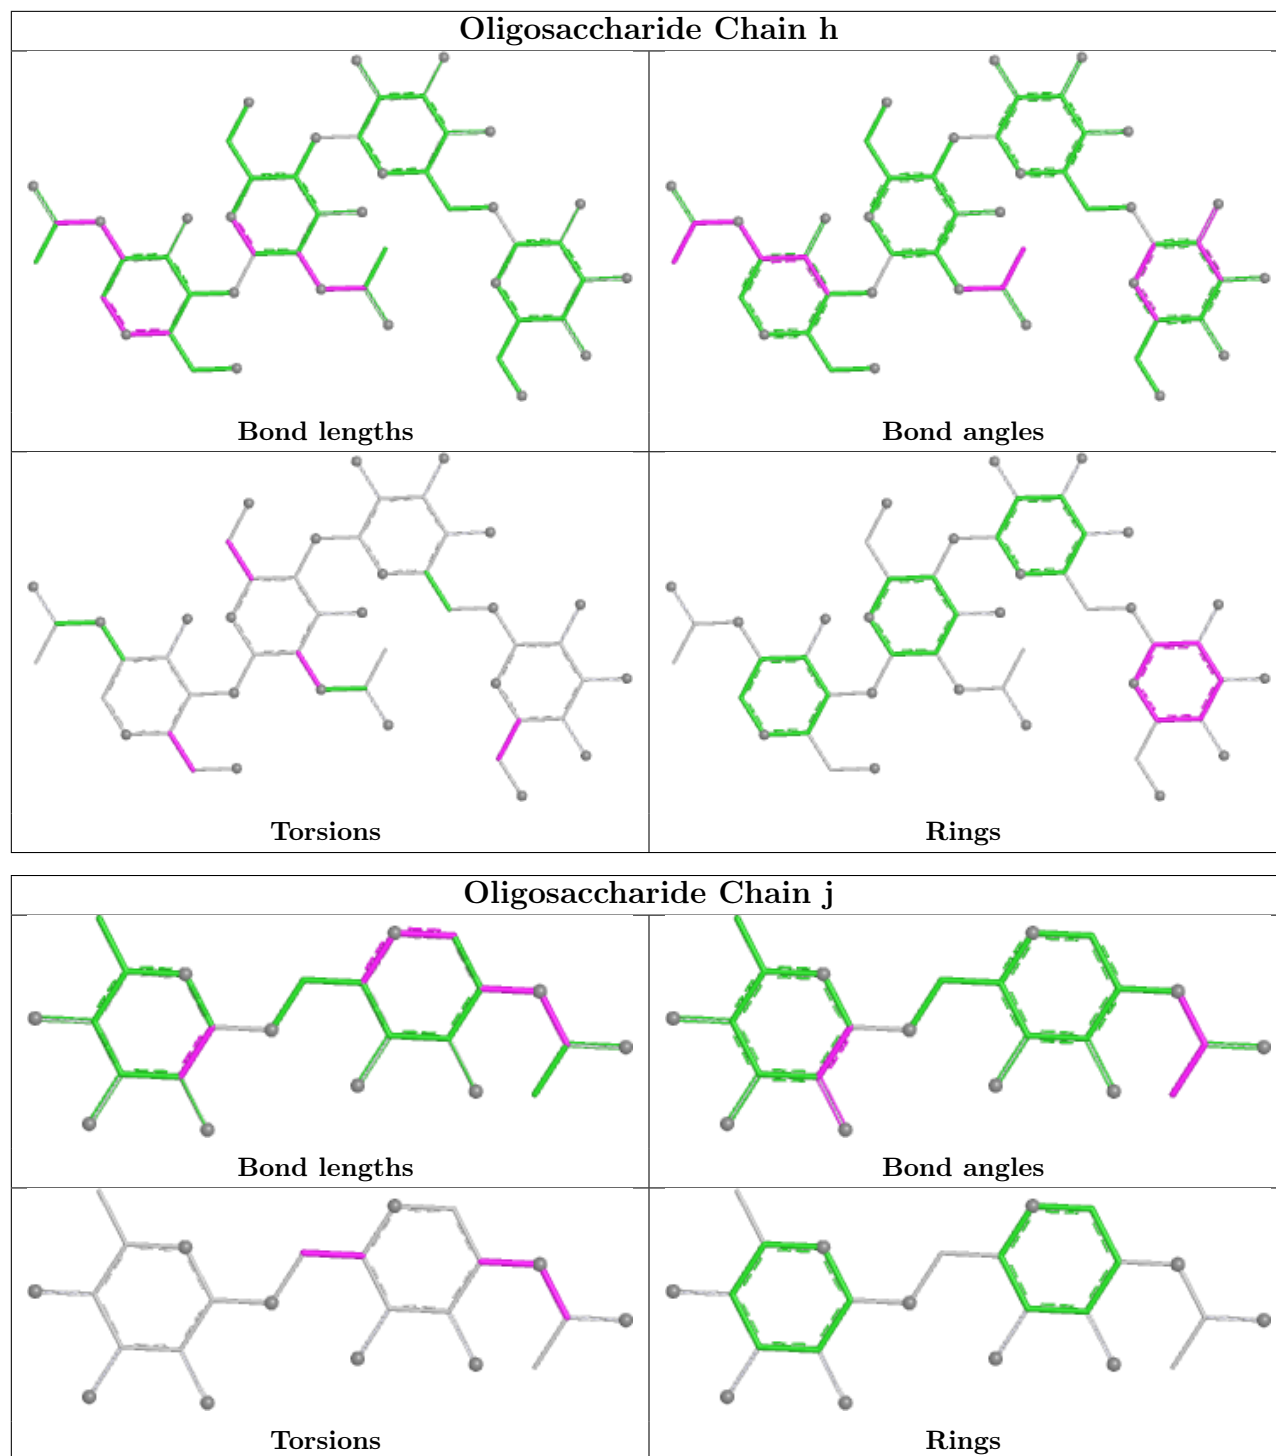 Oligosaccharide Chain h
Bond lengths
Bond angles
Torsions
Rings
Oligosaccharide Chain j
Bond lengths
Bond angles
Torsions
Rings